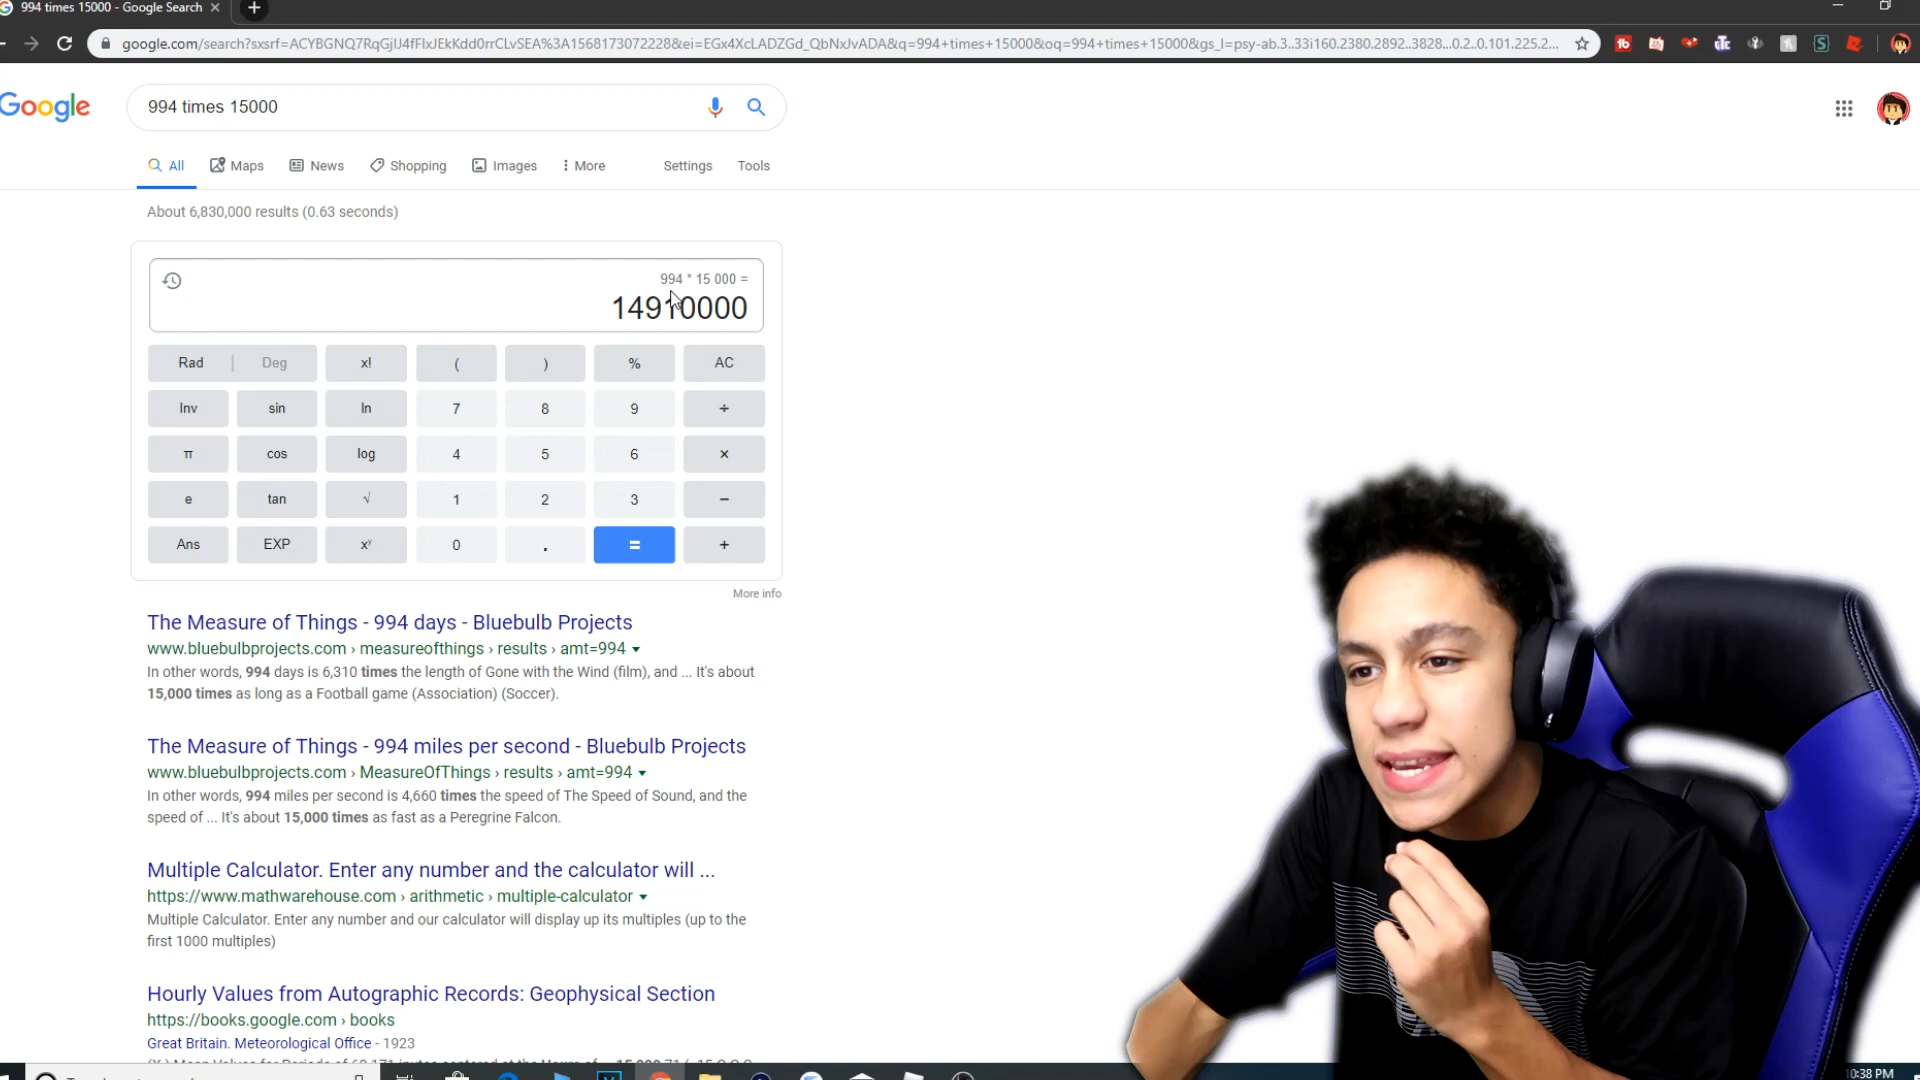 994 times 15000 - Google Search
google.com/search?sxsrf=ACYBGNQ7RqGjIJ4fFIxJEkKdd0rrCLvSEA%3A1568173072228&ei=EGx4XcLADZGd_QbNxJvADA&q=994+times+15000&oq=994+times+15000&gs_l=psy-ab.3..33i160.2380.2892..3828...0.2..0.101.225.2...
Google
994 times 15000
All Maps News Shopping Images More Settings Tools
About 6,830,000 results (0.63 seconds)
994 * 15 000 =
14910000
Rad | Deg x! ( ) % AC
Inv sin ln 7 8 9 ÷
π cos log 4 5 6 ×
e tan √ 1 2 3 −
Ans EXP xʸ 0 . = +
More info
The Measure of Things - 994 days - Bluebulb Projects
www.bluebulbprojects.com › measureofthings › results › amt=994
In other words, 994 days is 6,310 times the length of Gone with the Wind (film), and ... It's about
15,000 times as long as a Football game (Association) (Soccer).
The Measure of Things - 994 miles per second - Bluebulb Projects
www.bluebulbprojects.com › MeasureOfThings › results › amt=994
In other words, 994 miles per second is 4,660 times the speed of The Speed of Sound, and the
speed of ... It's about 15,000 times as fast as a Peregrine Falcon.
Multiple Calculator. Enter any number and the calculator will ...
https://www.mathwarehouse.com › arithmetic › multiple-calculator
Multiple Calculator. Enter any number and our calculator will display up its multiples (up to the
first 1000 multiples)
Hourly Values from Autographic Records: Geophysical Section
https://books.google.com › books
Great Britain. Meteorological Office - 1923
10:38 PM